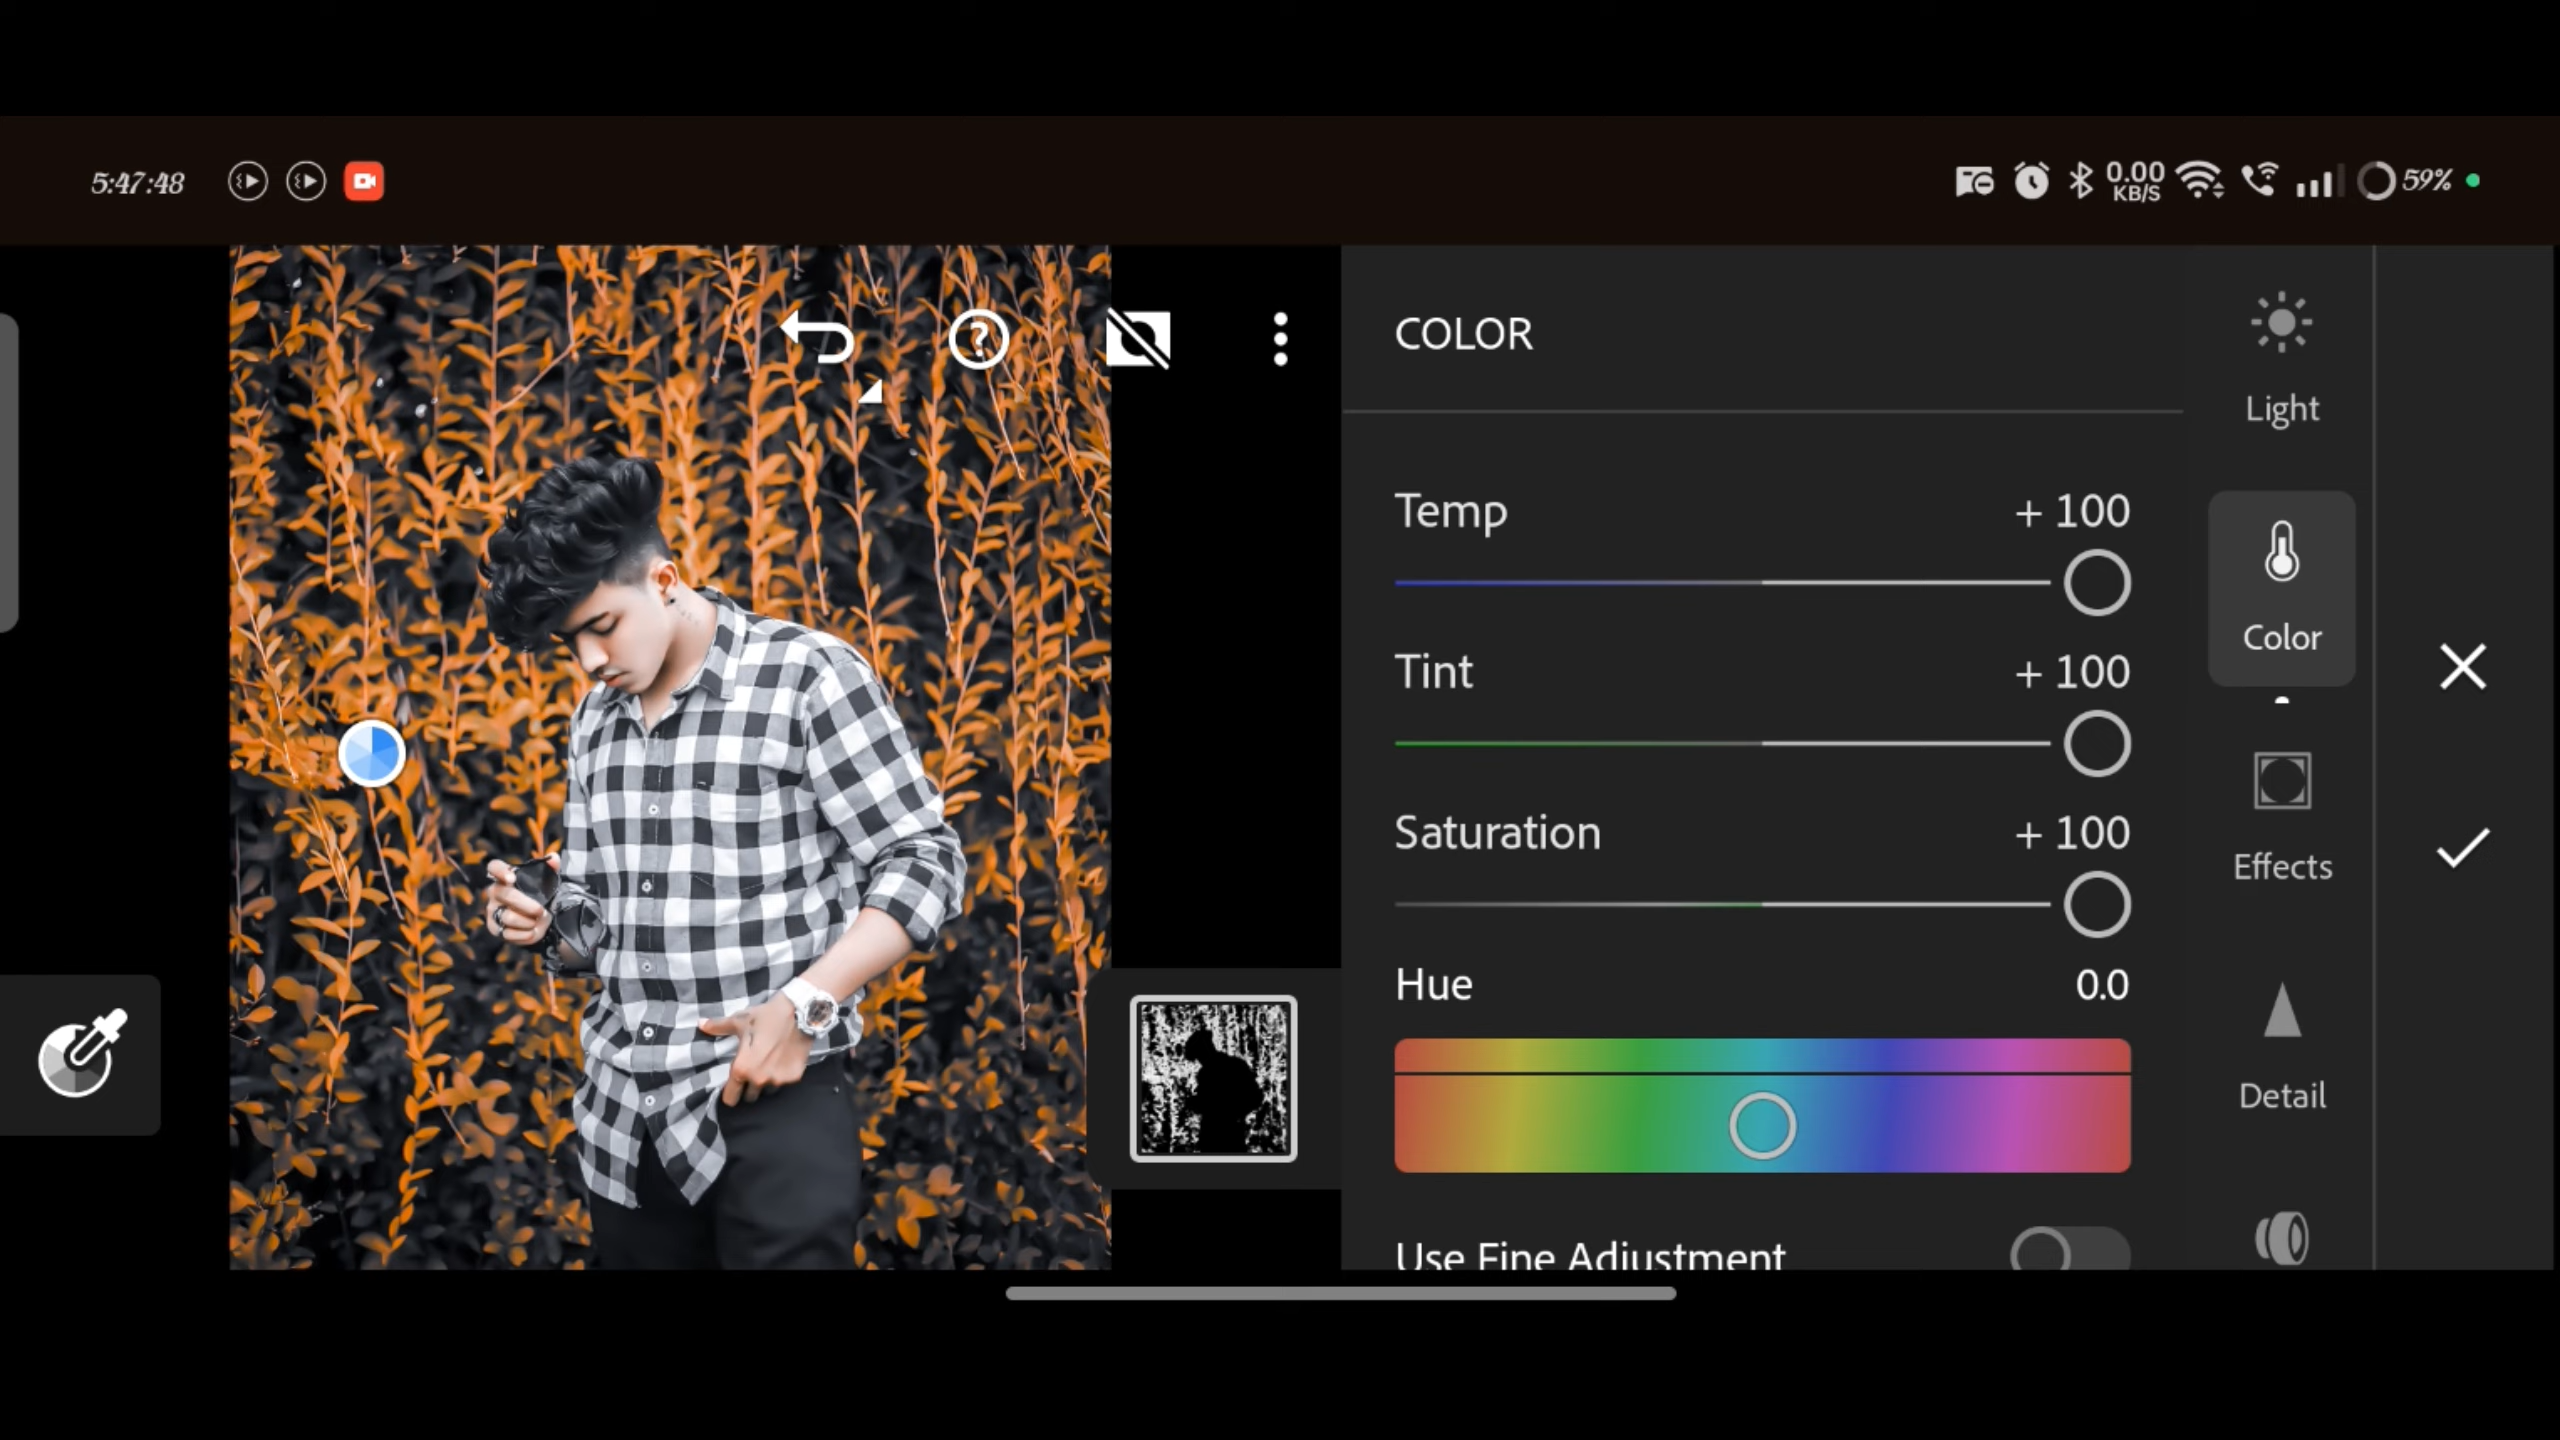 5:47:48
0.00
KB/S
59%
COLOR
Light
Temp
+ 100
Color
Tint
+ 100
Saturation
+ 100
Effects
Hue
0.0
Detail
Use Fine Adjustment